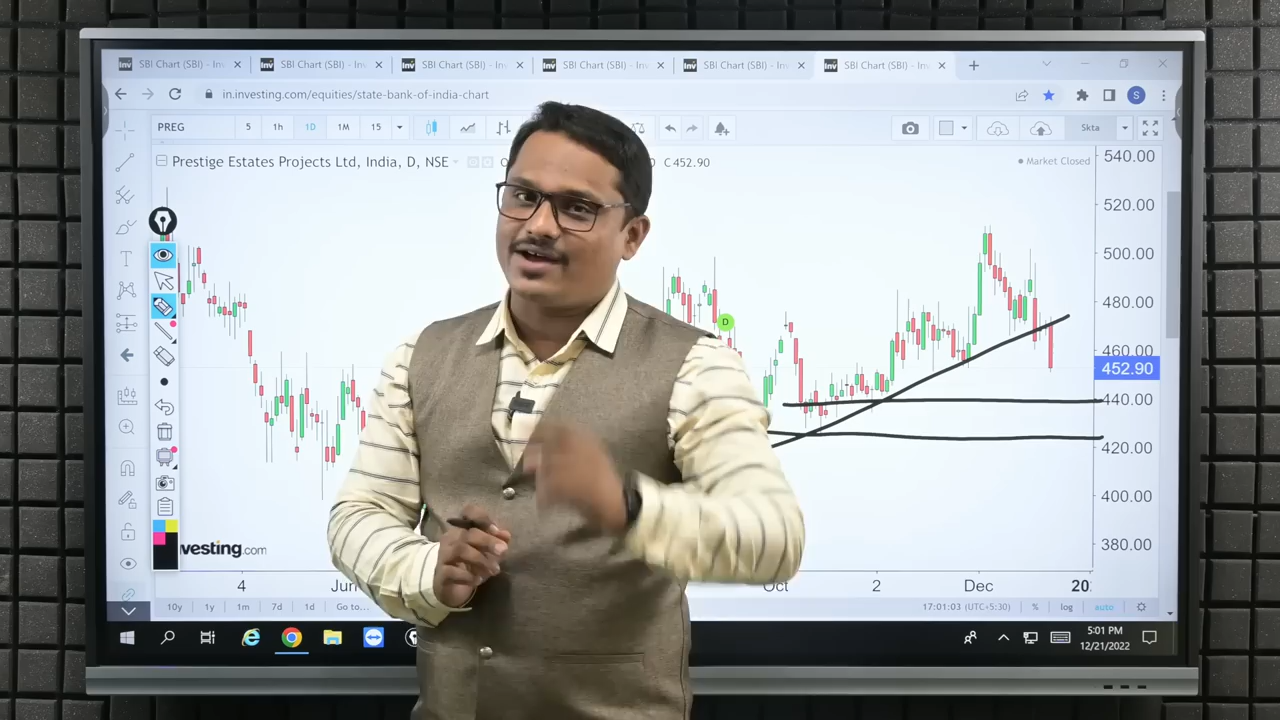 SBI Chart (SBI) - Inv
SBI Chart (SBI) - Inv
SBI Chart (SBI) - Inv
SBI Chart (SBI) - Inv
SBI Chart (SBI) - Inv
SBI Chart (SBI) - Inv
in.investing.com/equities/state-bank-of-india-chart
S
PREG 5 1h 1D 1M 15
Skta
Prestige Estates Projects Ltd, India, D, NSE
C452.90
Market Closed
540.00
520.00
500.00
480.00
460.00
452.90
440.00
420.00
400.00
380.00
D
vesting.com
4 Jun Oct 2 Dec 20
10y 1y 1m 7d 1d Go to...
17:01:03 (UTC+5:30) % log auto
5:01 PM
12/21/2022